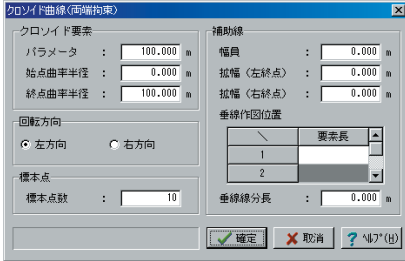 クロソイド曲線(両端拘束)
クロソイド要素
パラメータ : 100.000 m
始点曲率半径 : 0.000 m
終点曲率半径 : 100.000 m
回転方向
左方向 右方向
標本点
標本点数 : 10
補助線
幅員 : 0.000 m
拡幅 (左終点) : 0.000 m
拡幅 (右終点) : 0.000 m
垂線作図位置
＼ 要素長
1
2
垂線線分長 : 0.000 m
確定 取消 ヘルプ(H)